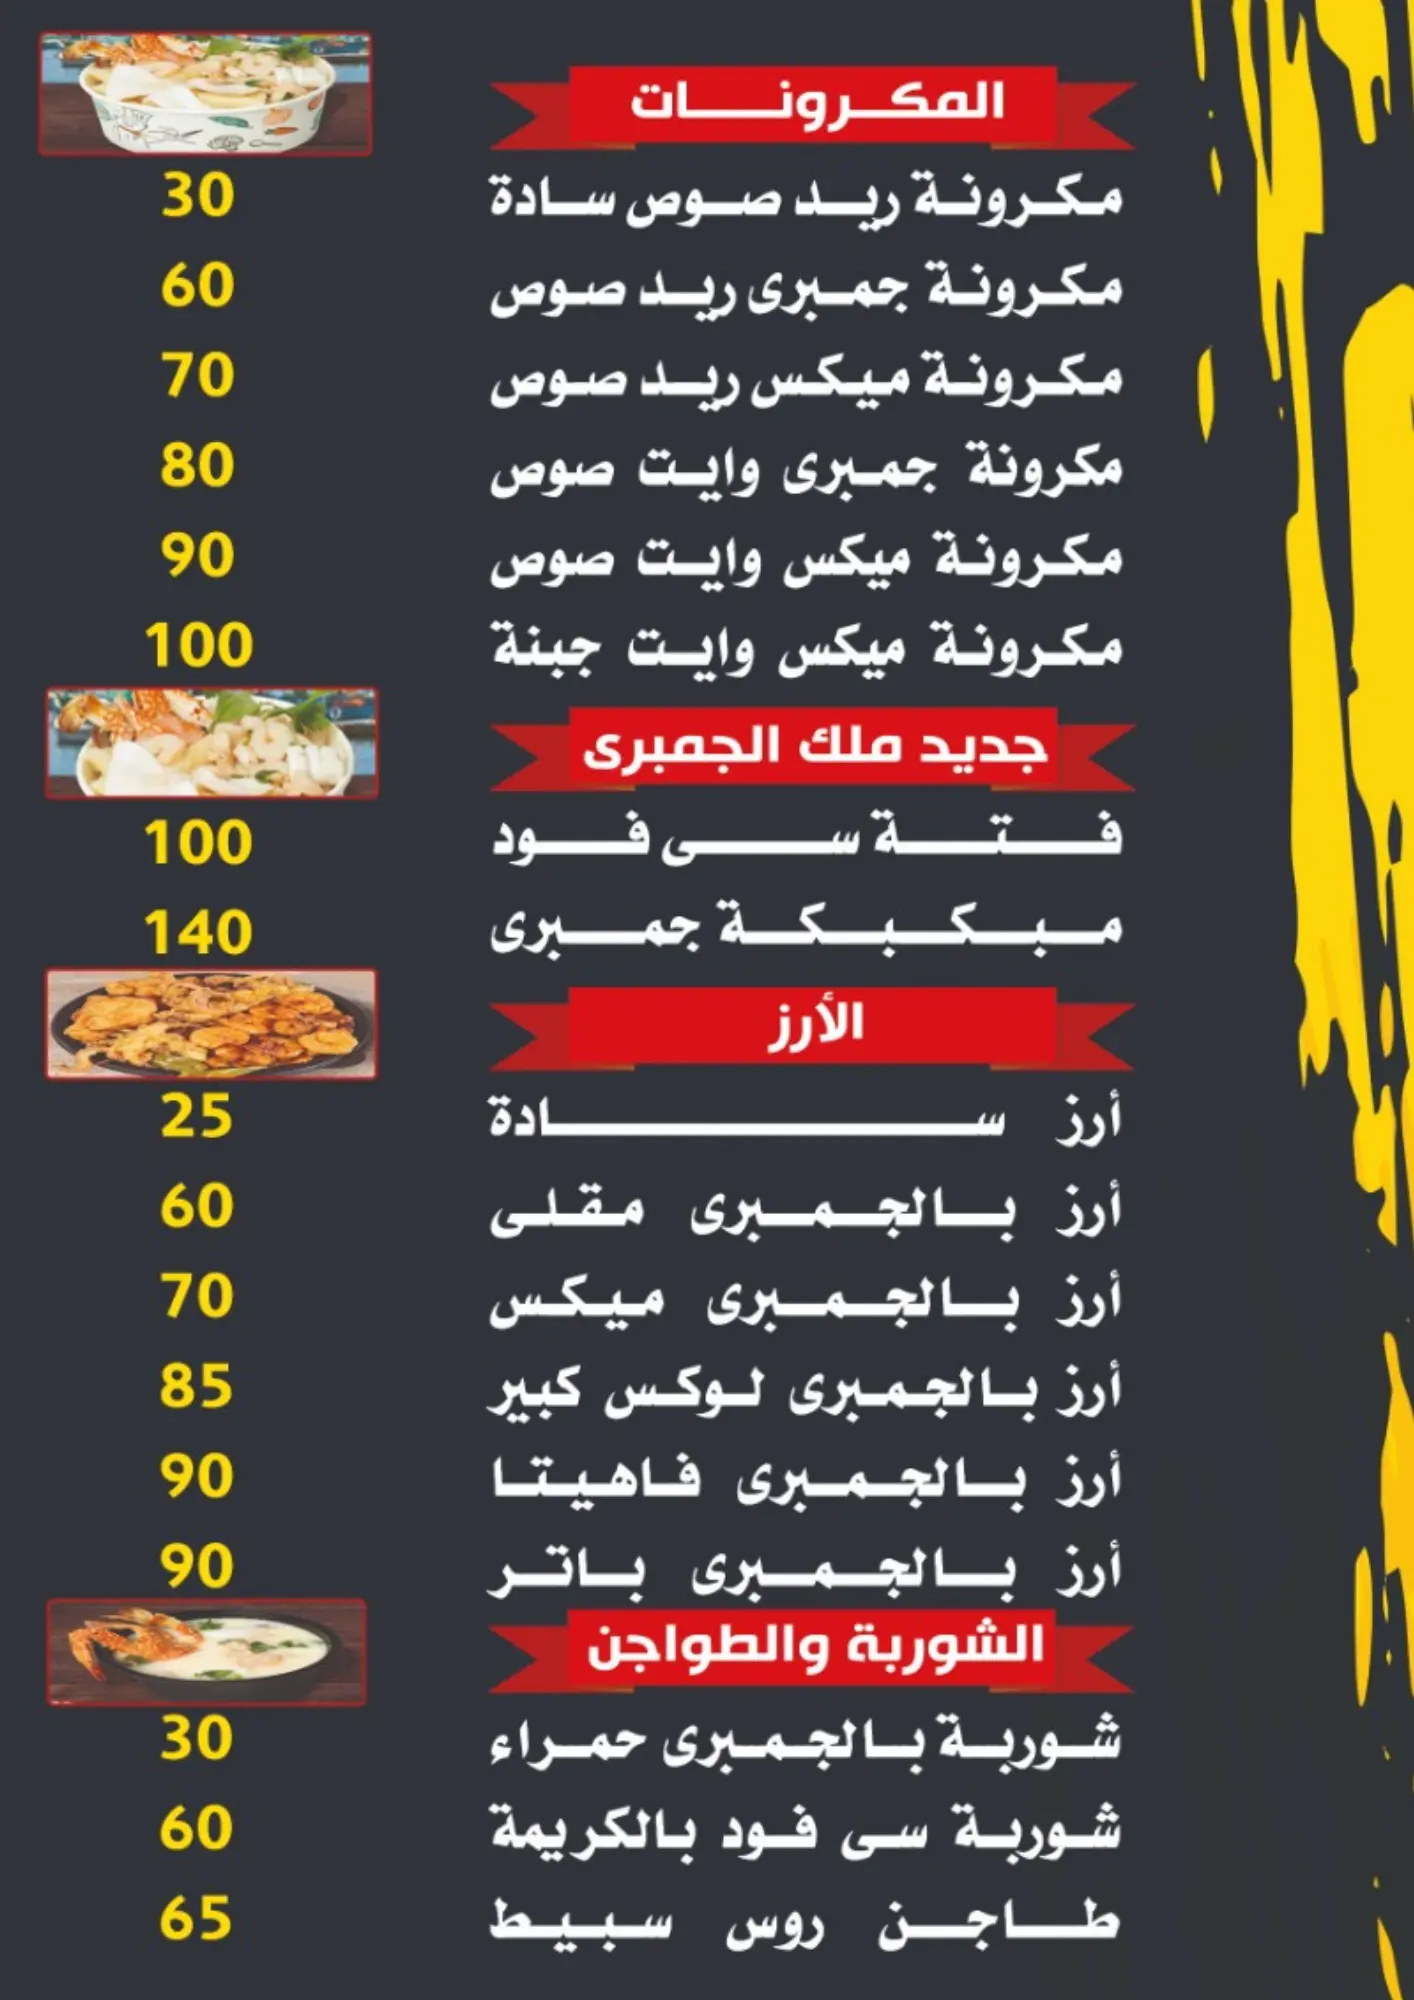 المكرونات
مكرونة ريد صوص سادة 30
مكرونة جمبرى ريد صوص 60
مكرونة ميكس ريد صوص 70
مكرونة جمبرى وايت صوص 80
مكرونة ميكس وايت صوص 90
مكرونة ميكس وايت جبنة 100
جديد ملك الجمبرى
فتة سى فود 100
مبكبكة جمبرى 140
الأرز
أرز سادة 25
أرز بالجمبرى مقلى 60
أرز بالجمبرى ميكس 70
أرز بالجمبرى لوكس كبير 85
أرز بالجمبرى فاهيتا 90
أرز بالجمبرى باتر 90
الشوربة والطواجن
شوربة بالجمبرى حمراء 30
شوربة سى فود بالكريمة 60
طاجن روس سبيط 65